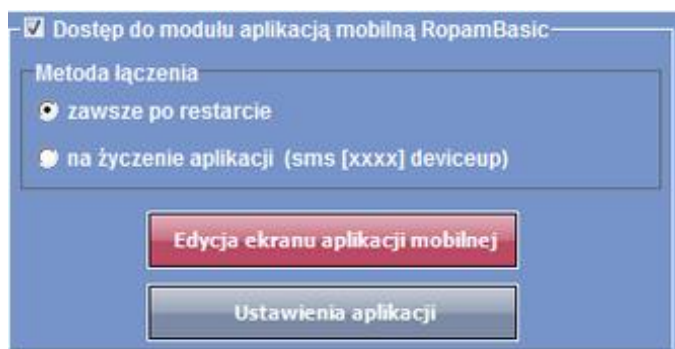 Dostęp do modułu aplikacją mobilną RopamBasic
Metoda łączenia
zawsze po restarcie
na życzenie aplikacji (sms [xxxx] deviceup)
Edycja ekranu aplikacji mobilnej
Ustawienia aplikacji